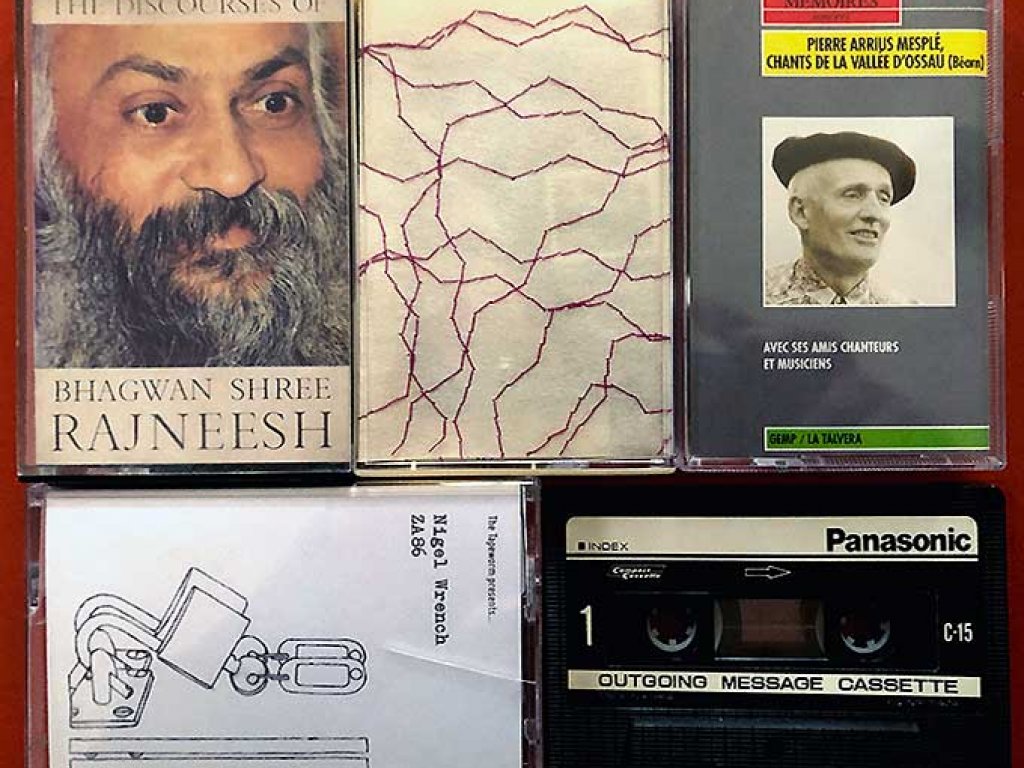 THE DISCOURSES OF
BHAGWAN SHREE
RAJNEESH
MÉMOIRES
PIERRE ARRIUS MESPLÉ,
CHANTS DE LA VALLÉE D'OSSAU (Béarn)
AVEC SES AMIS CHANTEURS
ET MUSICIENS
GEMP / LA TALVERA
The Tapeworm presents...
Nigel Wrench
ZA86
INDEX
Panasonic
Compact
Cassette
1
C-15
OUTGOING MESSAGE CASSETTE